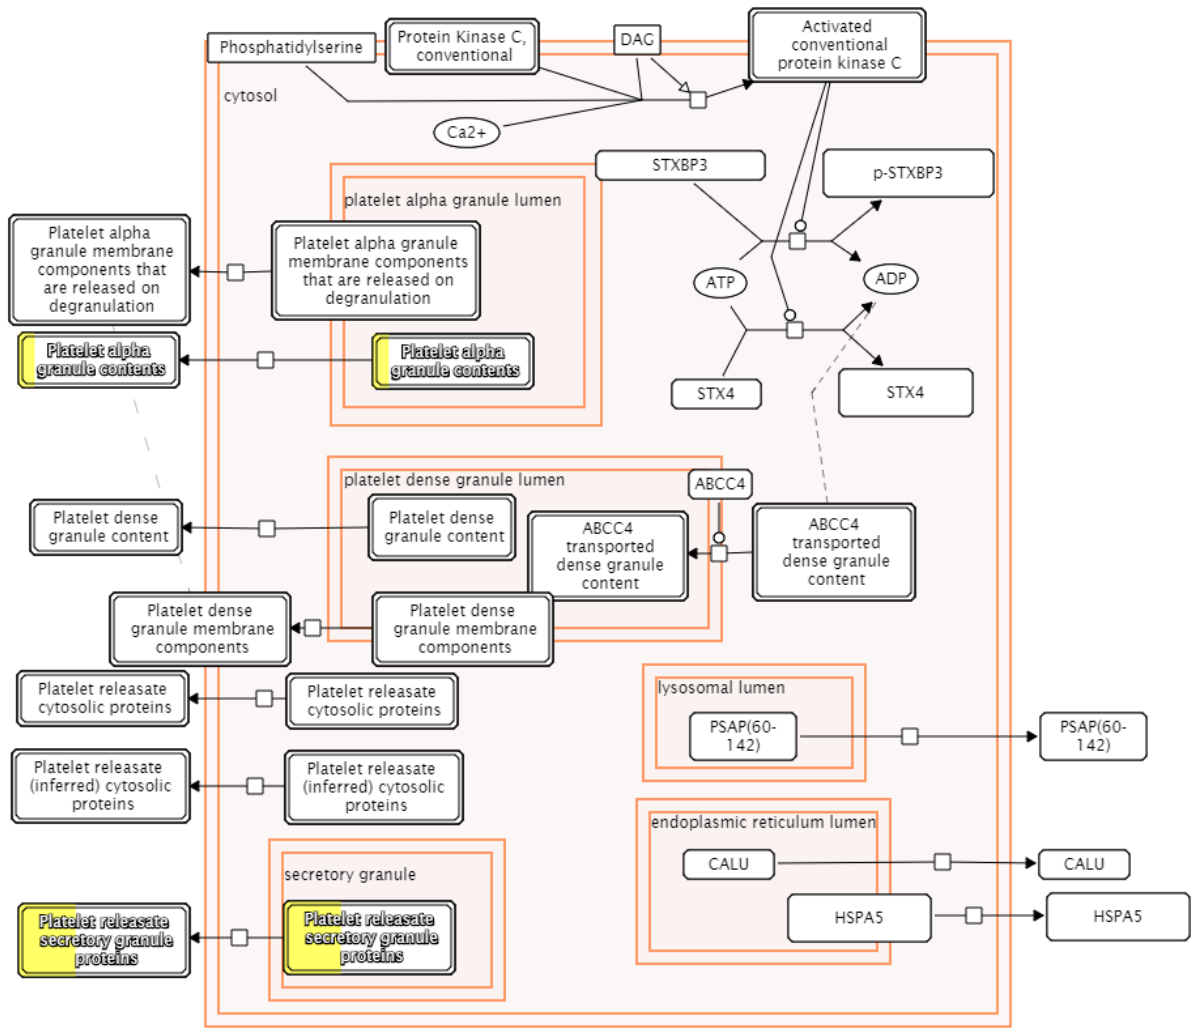 Phosphatidylserine
Protein Kinase C,
conventional
DAG
Activated
conventional
protein kinase C
cytosol
Ca2+
STXBP3
p-STXBP3
platelet alpha granule lumen
Platelet alpha
granule membrane
components that
are released on
degranulation
Platelet alpha granule
membrane components
that are released on
degranulation
ATP
ADP
Platelet alpha
granule contents
Platelet alpha
granule contents
STX4
STX4
platelet dense granule lumen
ABCC4
Platelet dense
granule content
Platelet dense
granule content
ABCC4
transported
dense granule
content
ABCC4
transported
dense granule
content
Platelet dense
granule membrane
components
Platelet dense
granule membrane
components
Platelet releasate
cytosolic proteins
Platelet releasate
cytosolic proteins
lysosomal lumen
PSAP(60-
142)
PSAP(60-
142)
Platelet releasate
(inferred) cytosolic
proteins
Platelet releasate
(inferred) cytosolic
proteins
endoplasmic reticulum lumen
CALU
CALU
secretory granule
HSPA5
HSPA5
Platelet releasate
secretory granule
proteins
Platelet releasate
secretory granule
proteins